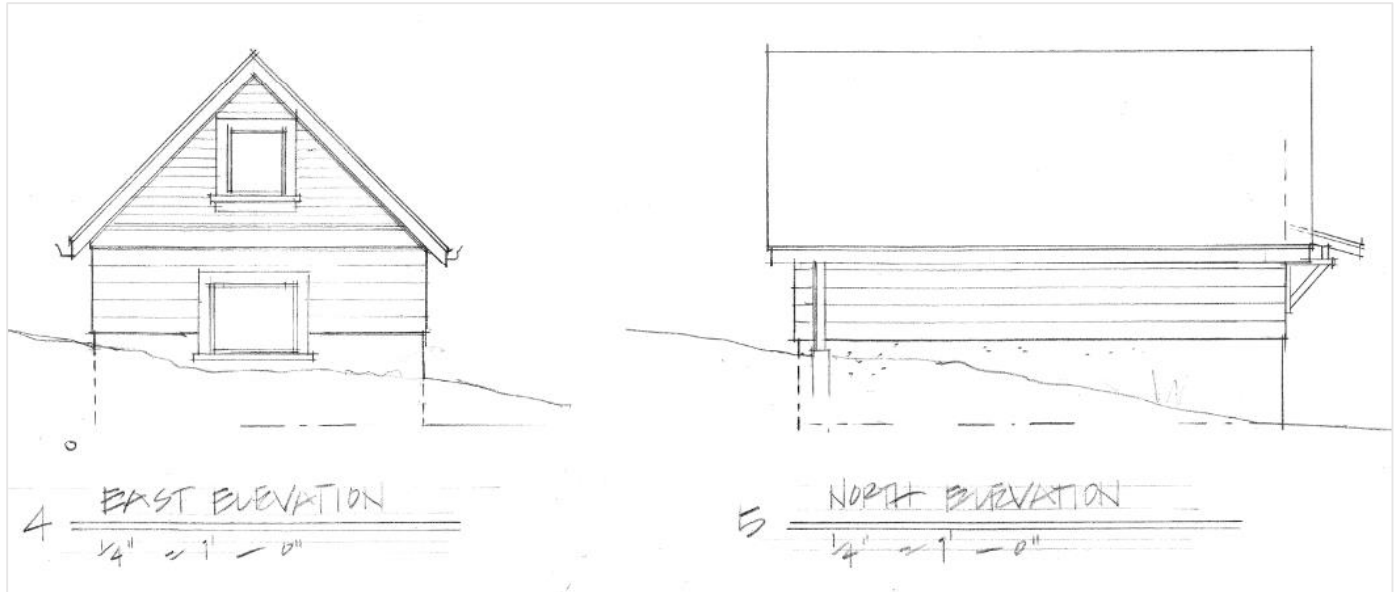 4 EAST ELEVATION
1/4" = 1' - 0"
5 NORTH ELEVATION
1/4" = 1' - 0"